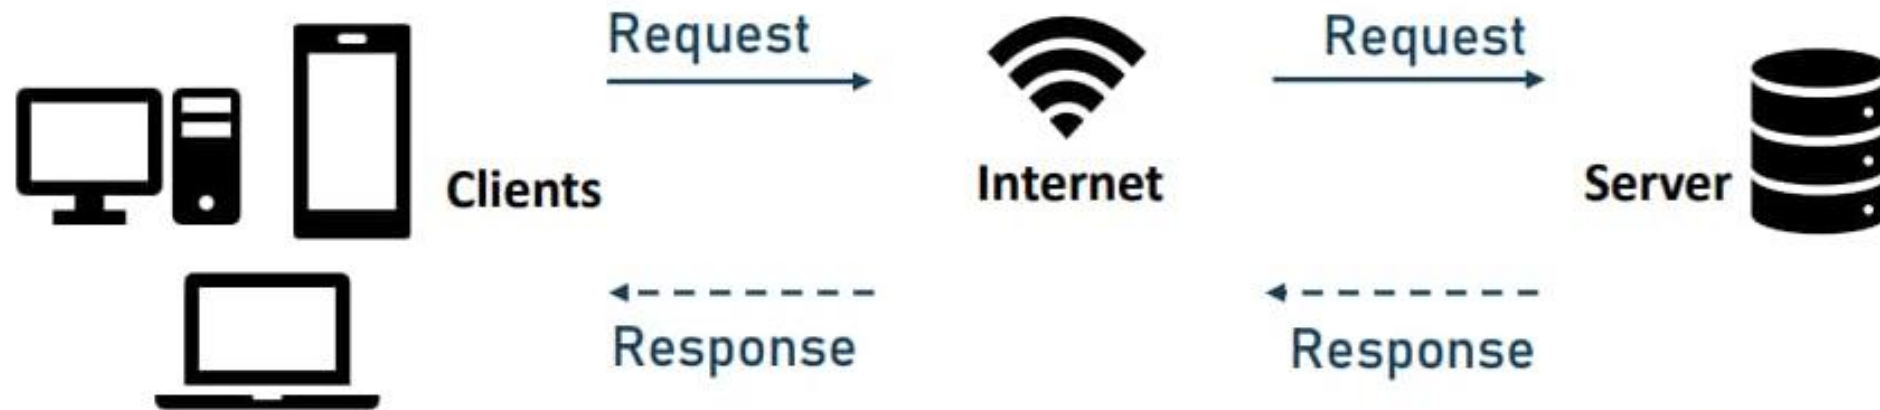 Request
Request
Clients
Internet
Server
Response
Response